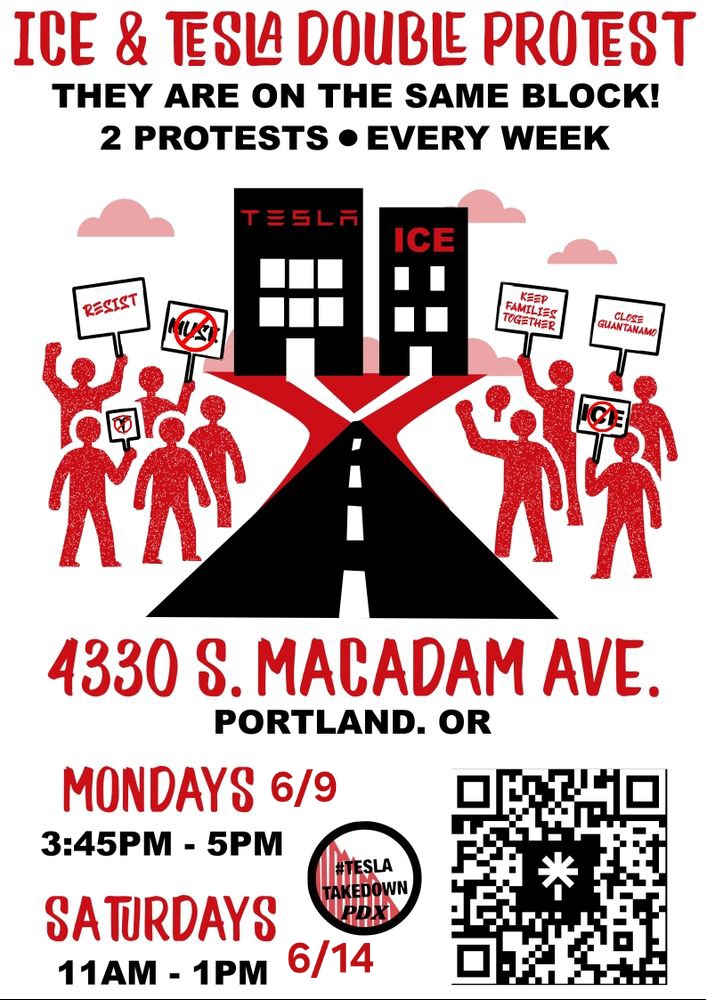 ICE & TESLA DOUBLE PROTEST
THEY ARE ON THE SAME BLOCK!
2 PROTESTS ● EVERY WEEK
TESLA
ICE
RESIST
MUSK
KEEP
FAMILIES
TOGETHER
CLOSE
GUANTANAMO
ICE
4330 S. MACADAM AVE.
PORTLAND. OR
MONDAYS 6/9
3:45PM - 5PM
#TESLA
TAKEDOWN
PDX
SATURDAYS 6/14
11AM - 1PM